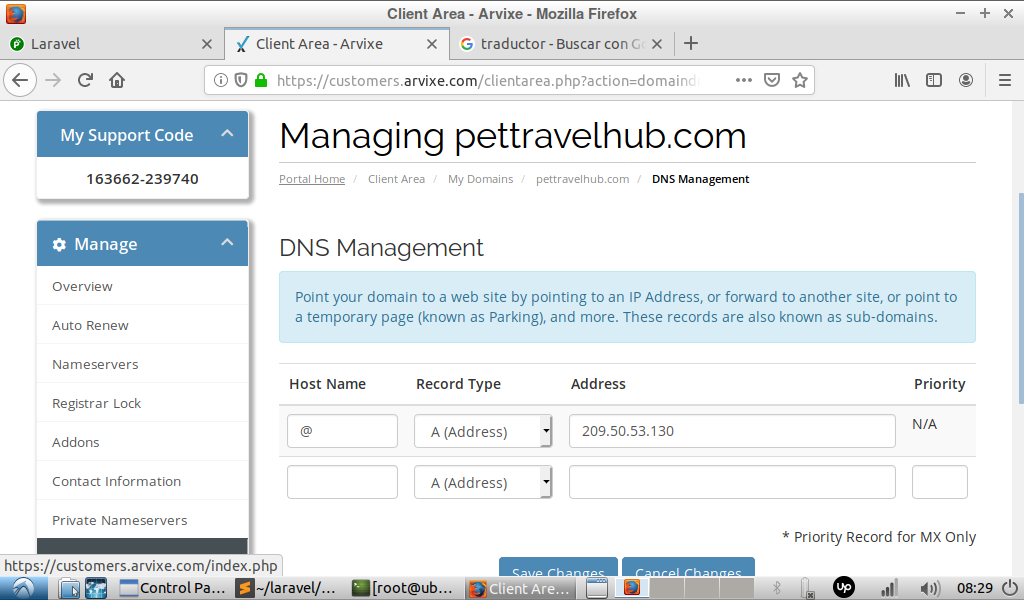 Client Area - Arvixe - Mozilla Firefox
Laravel
Client Area - Arvixe
traductor - Buscar con G
https://customers.arvixe.com/clientarea.php?action=domaind
My Support Code
163662-239740
Manage
Overview
Auto Renew
Nameservers
Registrar Lock
Addons
Contact Information
Private Nameservers
Managing pettravelhub.com
Portal Home / Client Area / My Domains / pettravelhub.com / DNS Management
DNS Management
Point your domain to a web site by pointing to an IP Address, or forward to another site, or point to
a temporary page (known as Parking), and more. These records are also known as sub-domains.
Host Name Record Type Address Priority
@ A (Address) 209.50.53.130 N/A
A (Address)
* Priority Record for MX Only
Save Changes Cancel Changes
https://customers.arvixe.com/index.php
Control Pa... ~/laravel/... [root@ub... Client Are... Up 08:29